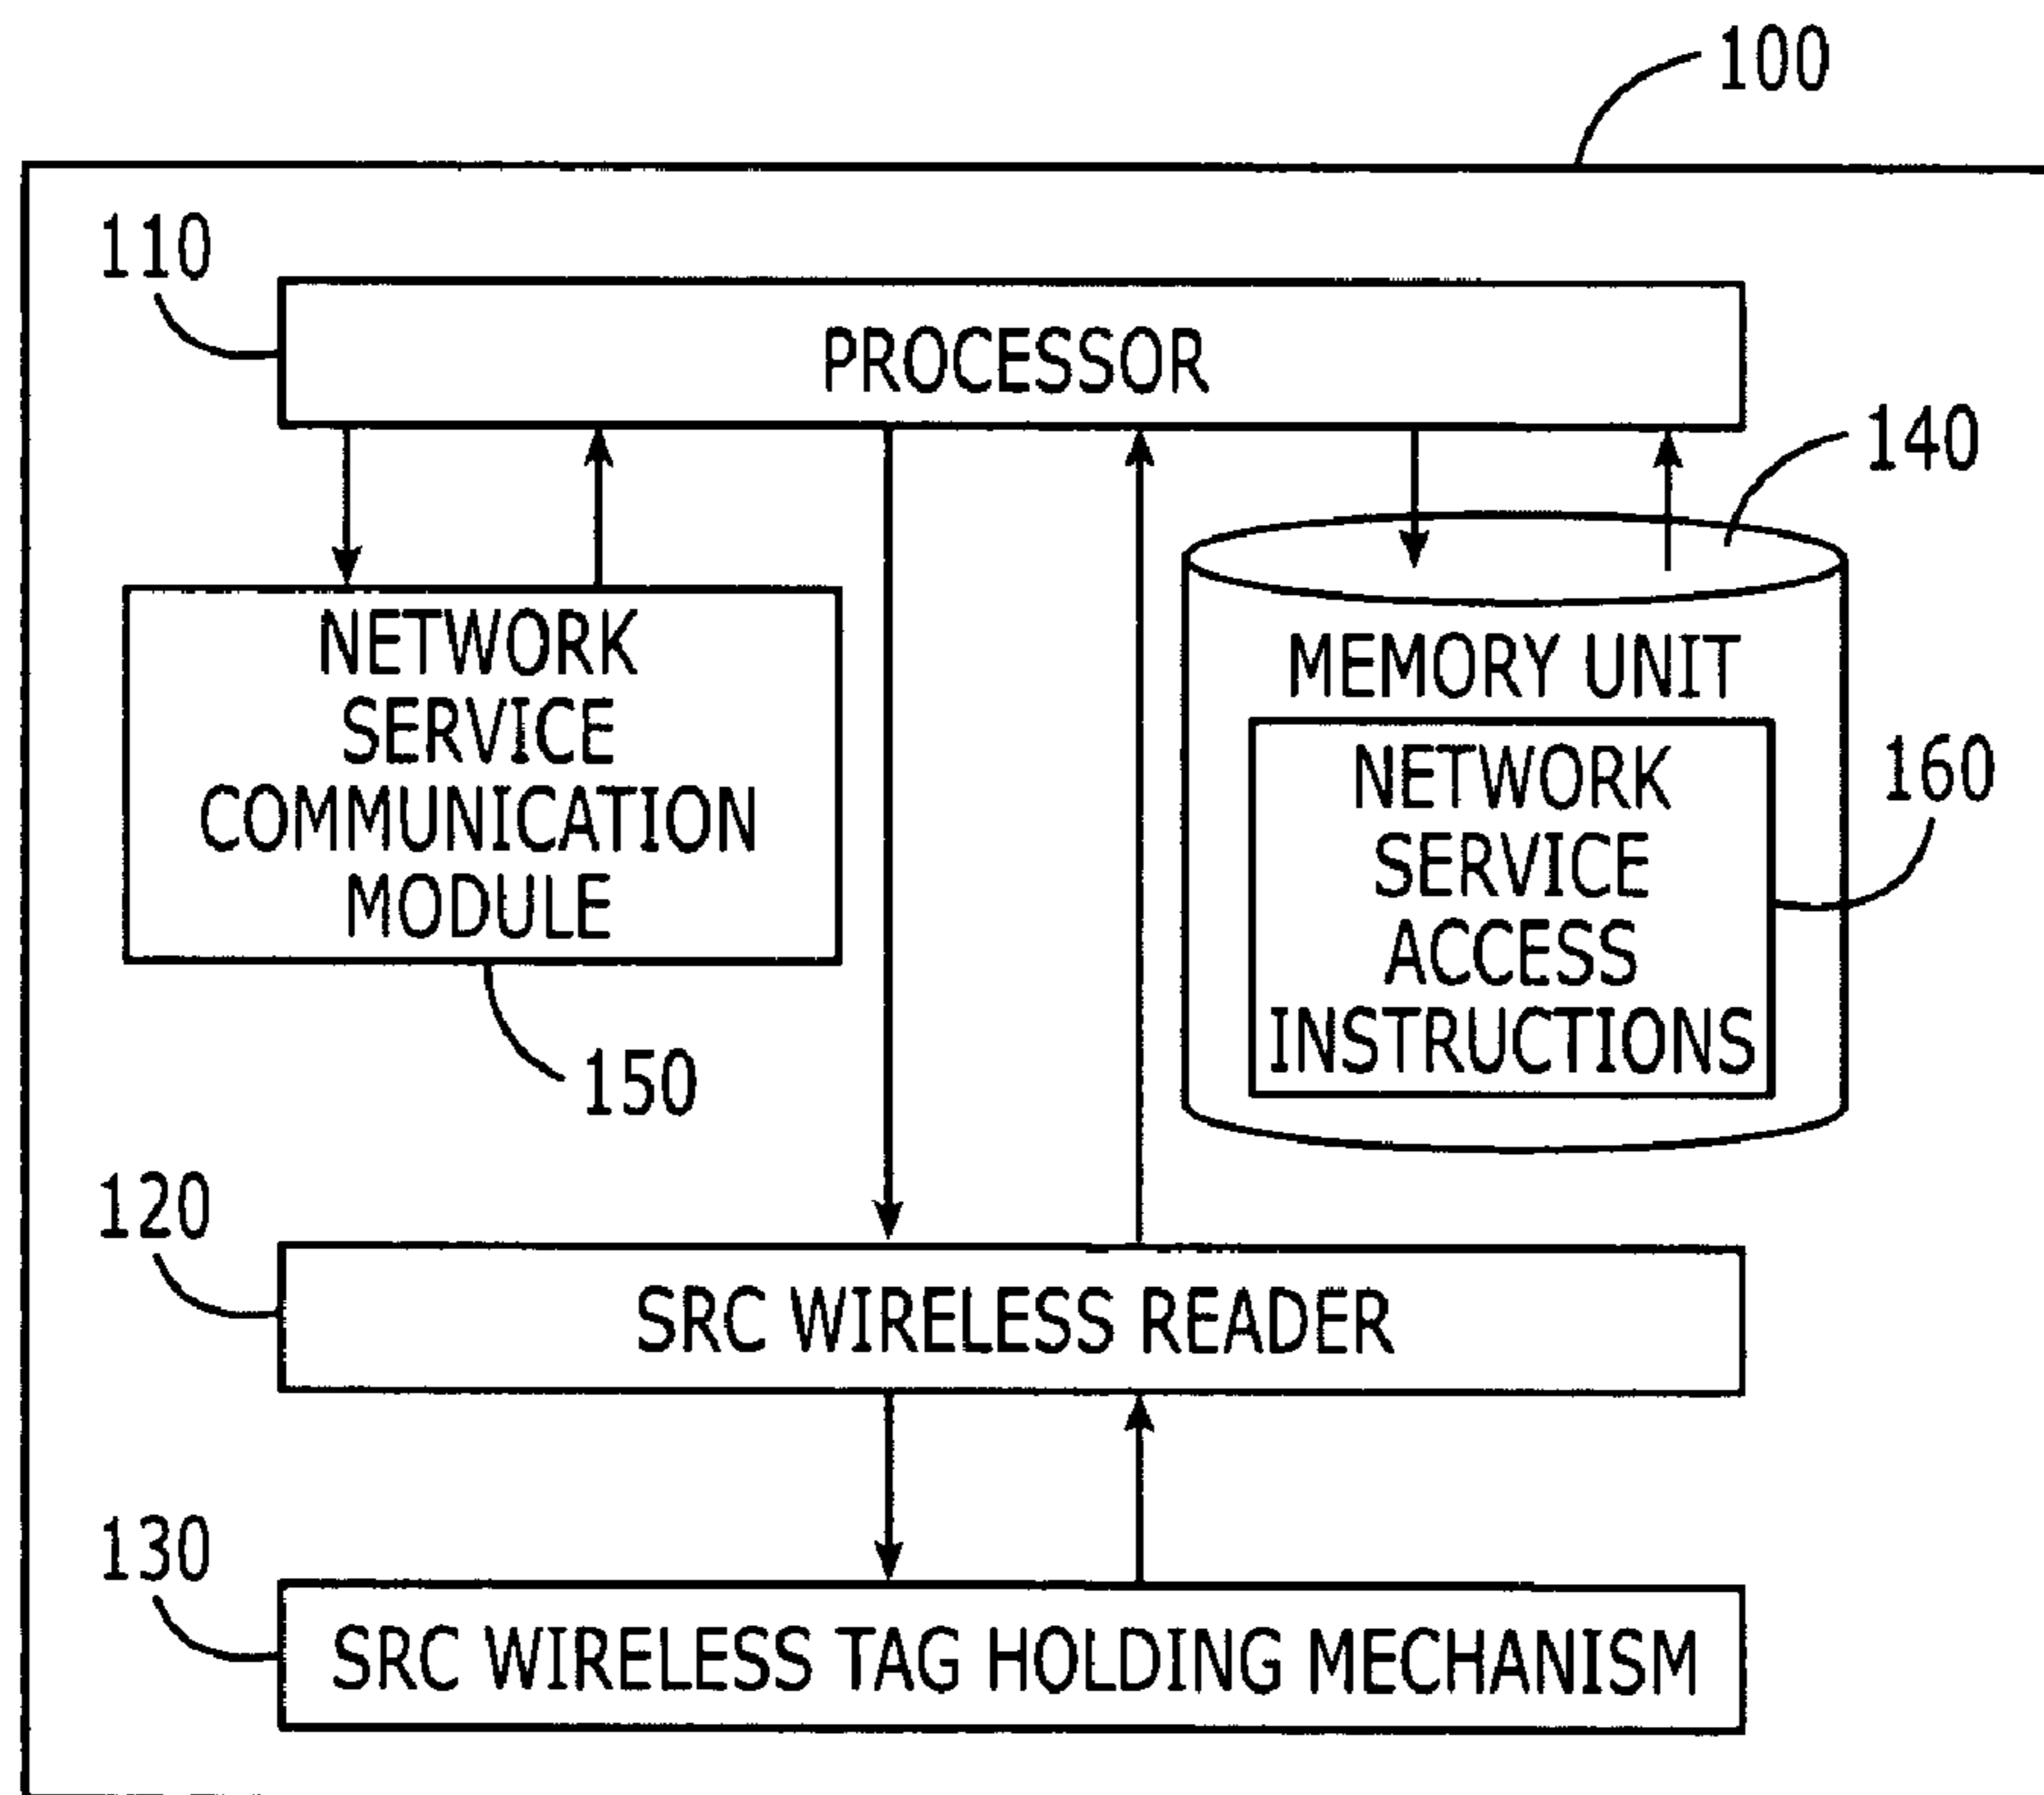 100
110
PROCESSOR
140
NETWORK
SERVICE
COMMUNICATION
MODULE
150
MEMORY UNIT
NETWORK
SERVICE
ACCESS
INSTRUCTIONS
160
120
SRC WIRELESS READER
130
SRC WIRELESS TAG HOLDING MECHANISM